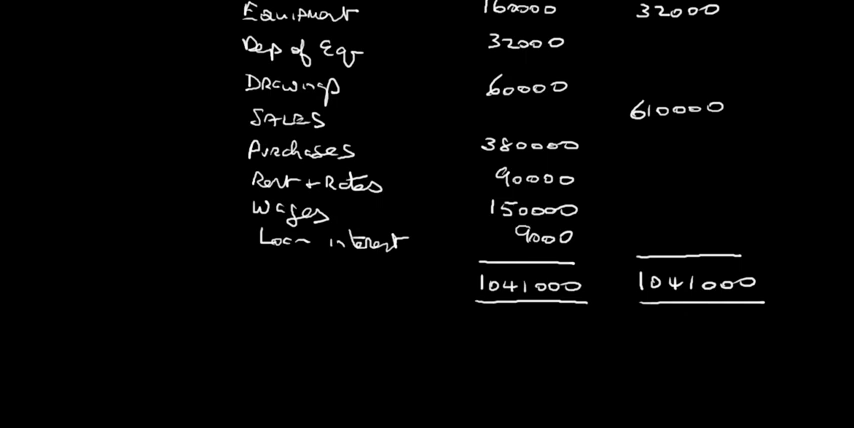 Equipment 160000 32000
Dep of Eq 32000
Drawings 60000
SALES 610000
Purchases 380000
Rent + Rates 90000
Wages 150000
Loan interest 9000
1041000 1041000